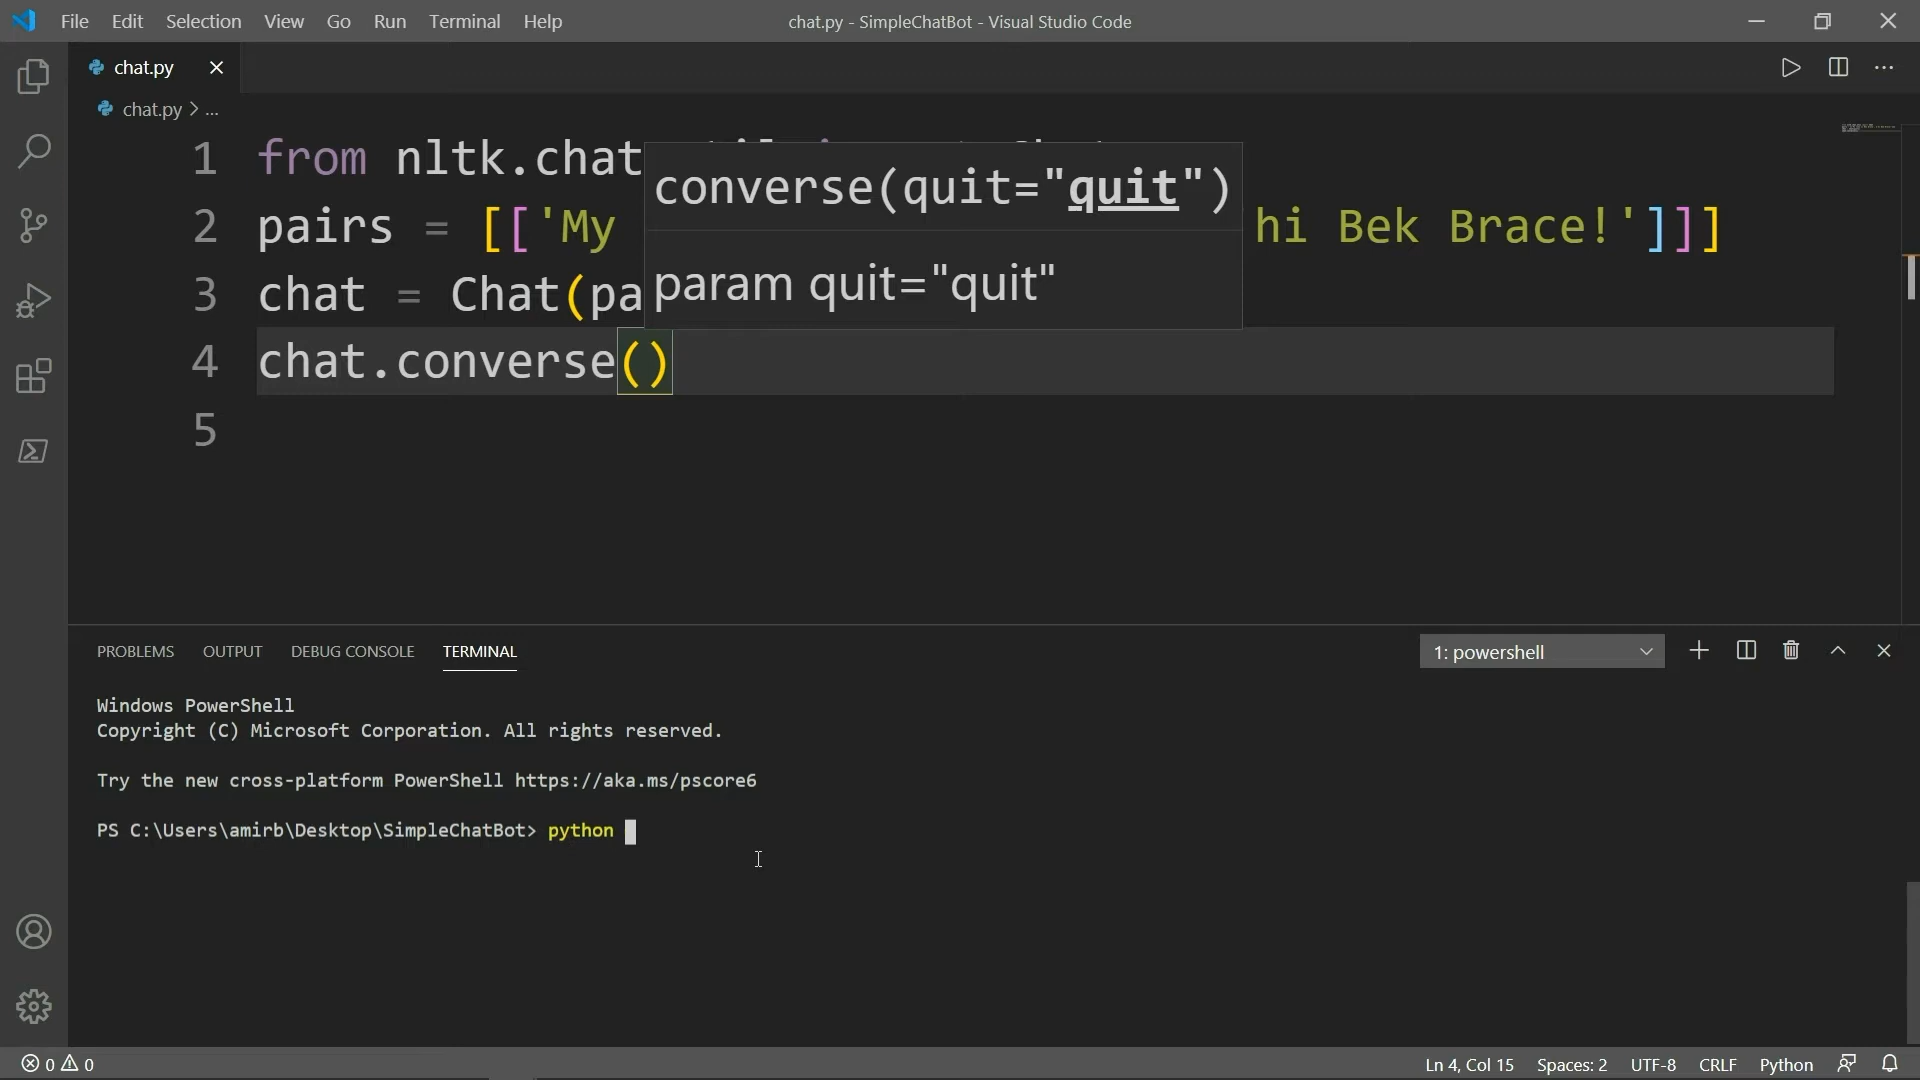 File Edit Selection View Go Run Terminal Help chat.py - SimpleChatBot - Visual Studio Code
chat.py
chat.py > ...
1 from nltk.chat
converse(quit="quit")
2 pairs = [['My hi Bek Brace!']]]
param quit="quit"
3 chat = Chat(pa
4 chat.converse()
5
PROBLEMS OUTPUT DEBUG CONSOLE TERMINAL 1: powershell
Windows PowerShell
Copyright (C) Microsoft Corporation. All rights reserved.
Try the new cross-platform PowerShell https://aka.ms/pscore6
PS C:\Users\amirb\Desktop\SimpleChatBot> python
0 0 Ln 4, Col 15 Spaces: 2 UTF-8 CRLF Python